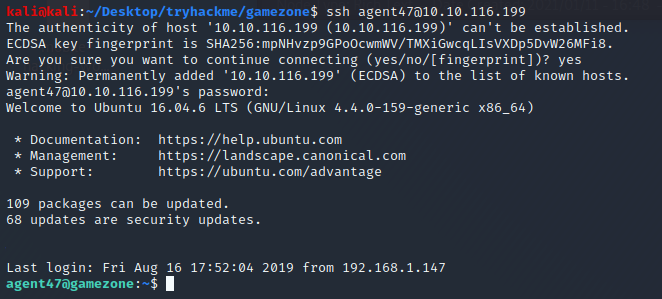 kali@kali:~/Desktop/tryhackme/gamezone$ ssh agent47@10.10.116.199
The authenticity of host '10.10.116.199 (10.10.116.199)' can't be established.
ECDSA key fingerprint is SHA256:mpNHvzp9GPoOcwmWV/TMXiGwcqLIsVXDp5DvW26MFi8.
Are you sure you want to continue connecting (yes/no/[fingerprint])? yes
Warning: Permanently added '10.10.116.199' (ECDSA) to the list of known hosts.
agent47@10.10.116.199's password:
Welcome to Ubuntu 16.04.6 LTS (GNU/Linux 4.4.0-159-generic x86_64)
* Documentation:  https://help.ubuntu.com
* Management:     https://landscape.canonical.com
* Support:        https://ubuntu.com/advantage
109 packages can be updated.
68 updates are security updates.
Last login: Fri Aug 16 17:52:04 2019 from 192.168.1.147
agent47@gamezone:~$